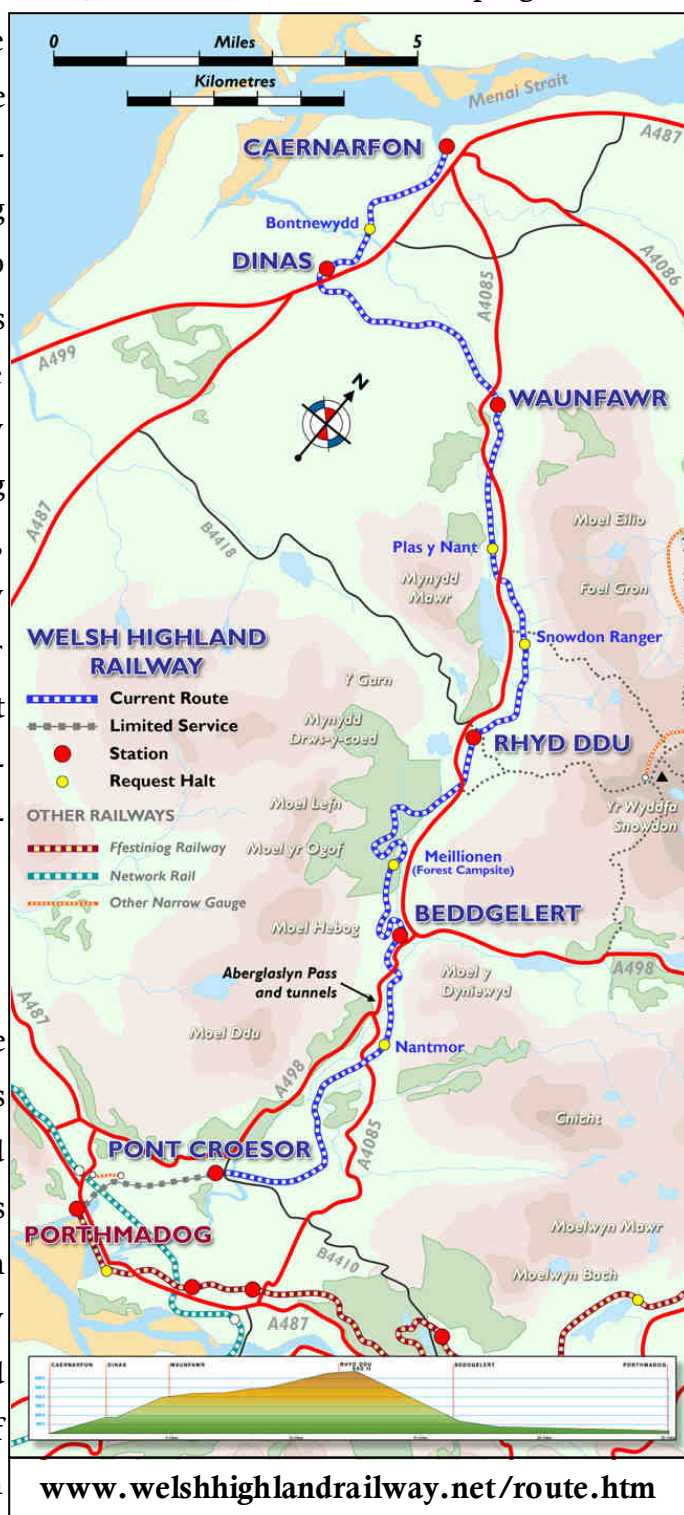 0 Miles 5
Kilometres
Menai Strait
CAERNARFON
A487
Bontnewydd
DINAS
A4085
A4086
A499
N
WAUNFAWR
A487
B4418
Moel Eilio
Plas y Nant
Mynydd
Mawr
Foel Gron
Snowdon Ranger
WELSH HIGHLAND
RAILWAY
Current Route
Limited Service
Station
Request Halt
OTHER RAILWAYS
Ffestiniog Railway
Network Rail
Other Narrow Gauge
Y Garn
Mynydd
Drws-y-coed
RHYD DDU
Moel Lefn
Yr Wyddfa
Snowdon
Moel yr Ogof
Meillionen
(Forest Campsite)
BEDDGELERT
Moel Hebog
A498
Aberglaslyn Pass
and tunnels
Moel y
Dyniewyd
A487
Moel Ddu
Nantmor
A498
Cnicht
PONT CROESOR
A4085
PORTHMADOG
Moelwyn Mawr
B4410
Moelwyn Bach
A487
CAERNARFON DINAS WAUNFAWR RHYD DDU BEDDGELERT PORTHMADOG
www.welshhighlandrailway.net/route.htm